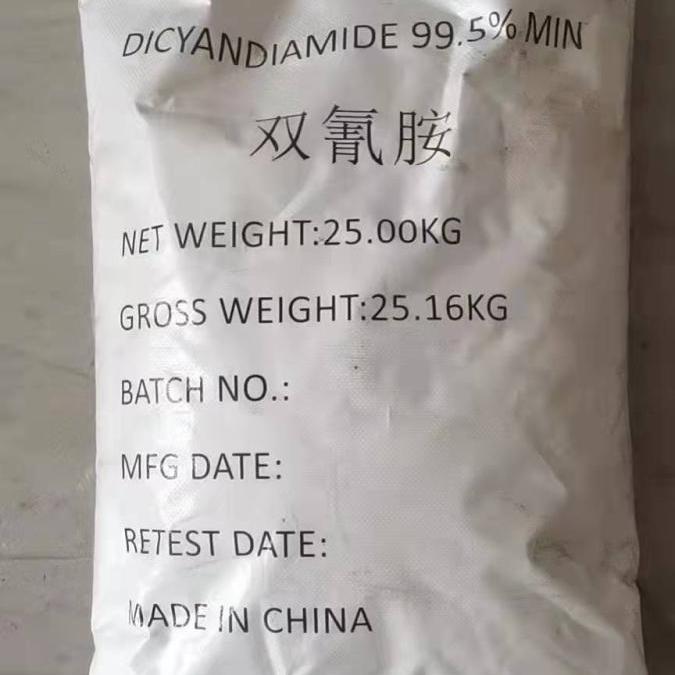 DICYANDIAMIDE 99.5% MIN
双氰胺
NET WEIGHT:25.00KG
GROSS WEIGHT:25.16KG
BATCH NO.:
MFG DATE:
RETEST DATE:
MADE IN CHINA